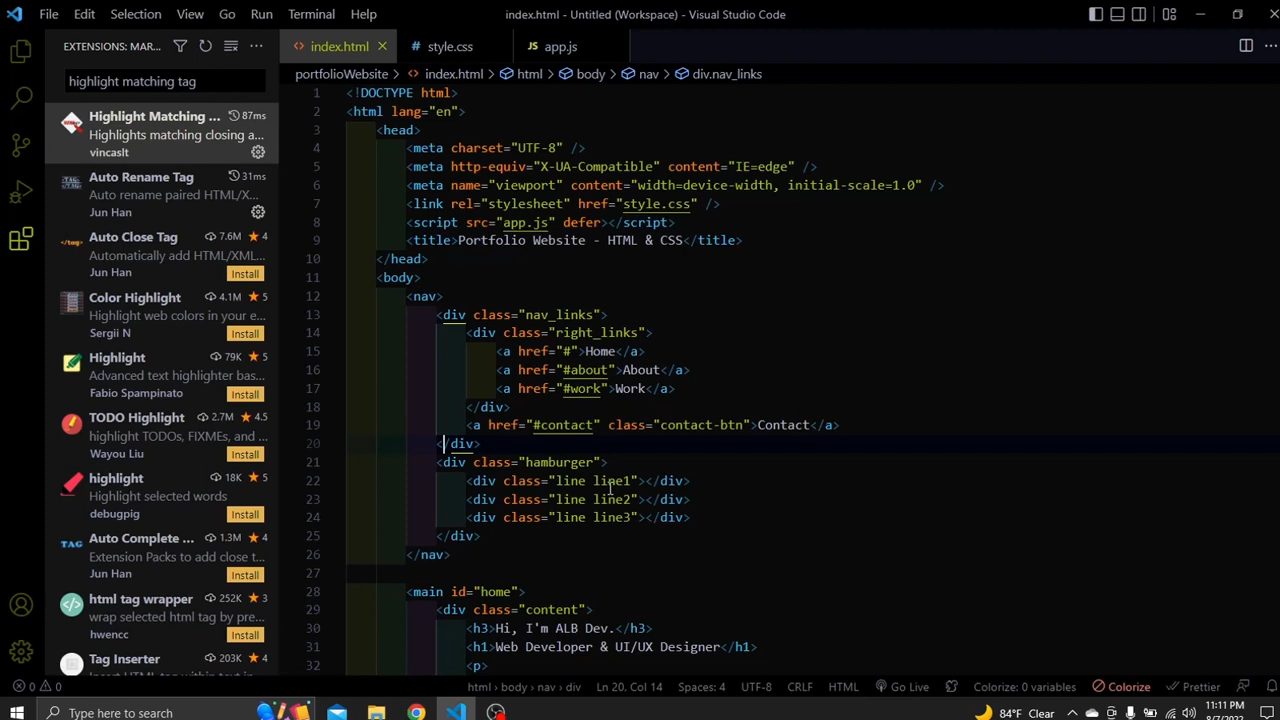 File Edit Selection View Go Run Terminal Help
index.html - Untitled (Workspace) - Visual Studio Code
EXTENSIONS: MAR...
highlight matching tag
Highlight Matching ... 87ms
Highlights matching closing a...
vincaslt
Auto Rename Tag 31ms
Auto rename paired HTML/X...
Jun Han
Auto Close Tag 7.6M 4
Automatically add HTML/XML...
Jun Han Install
Color Highlight 4.1M 5
Highlight web colors in your e...
Sergii N Install
Highlight 79K 5
Advanced text highlighter bas...
Fabio Spampinato Install
TODO Highlight 2.7M 4.5
highlight TODOs, FIXMEs, and ...
Wayou Liu Install
highlight 18K 5
Highlight selected words
debugpig Install
TAG
Auto Complete ... 1.3M 4
Extension Packs to add close t...
Jun Han Install
html tag wrapper 252K 3
wrap selected html tag by pre...
hwencc Install
Tag Inserter 203K 4
index.html style.css JS app.js
portfolioWebsite > index.html > html > body > nav > div.nav_links
1 <!DOCTYPE html>
2 <html lang="en">
3 <head>
4 <meta charset="UTF-8" />
5 <meta http-equiv="X-UA-Compatible" content="IE=edge" />
6 <meta name="viewport" content="width=device-width, initial-scale=1.0" />
7 <link rel="stylesheet" href="style.css" />
8 <script src="app.js" defer></script>
9 <title>Portfolio Website - HTML & CSS</title>
10 </head>
11 <body>
12 <nav>
13 <div class="nav_links">
14 <div class="right_links">
15 <a href="#">Home</a>
16 <a href="#about">About</a>
17 <a href="#work">Work</a>
18 </div>
19 <a href="#contact" class="contact-btn">Contact</a>
20 </div>
21 <div class="hamburger">
22 <div class="line line1"></div>
23 <div class="line line2"></div>
24 <div class="line line3"></div>
25 </div>
26 </nav>
27
28 <main id="home">
29 <div class="content">
30 <h3>Hi, I'm ALB Dev.</h3>
31 <h1>Web Developer & UI/UX Designer</h1>
32 <p>
0 0 html › body › nav › div Ln 20, Col 14 Spaces: 4 UTF-8 CRLF HTML Go Live Colorize: 0 variables Colorize Prettier
Type here to search 84°F Clear 11:11 PM